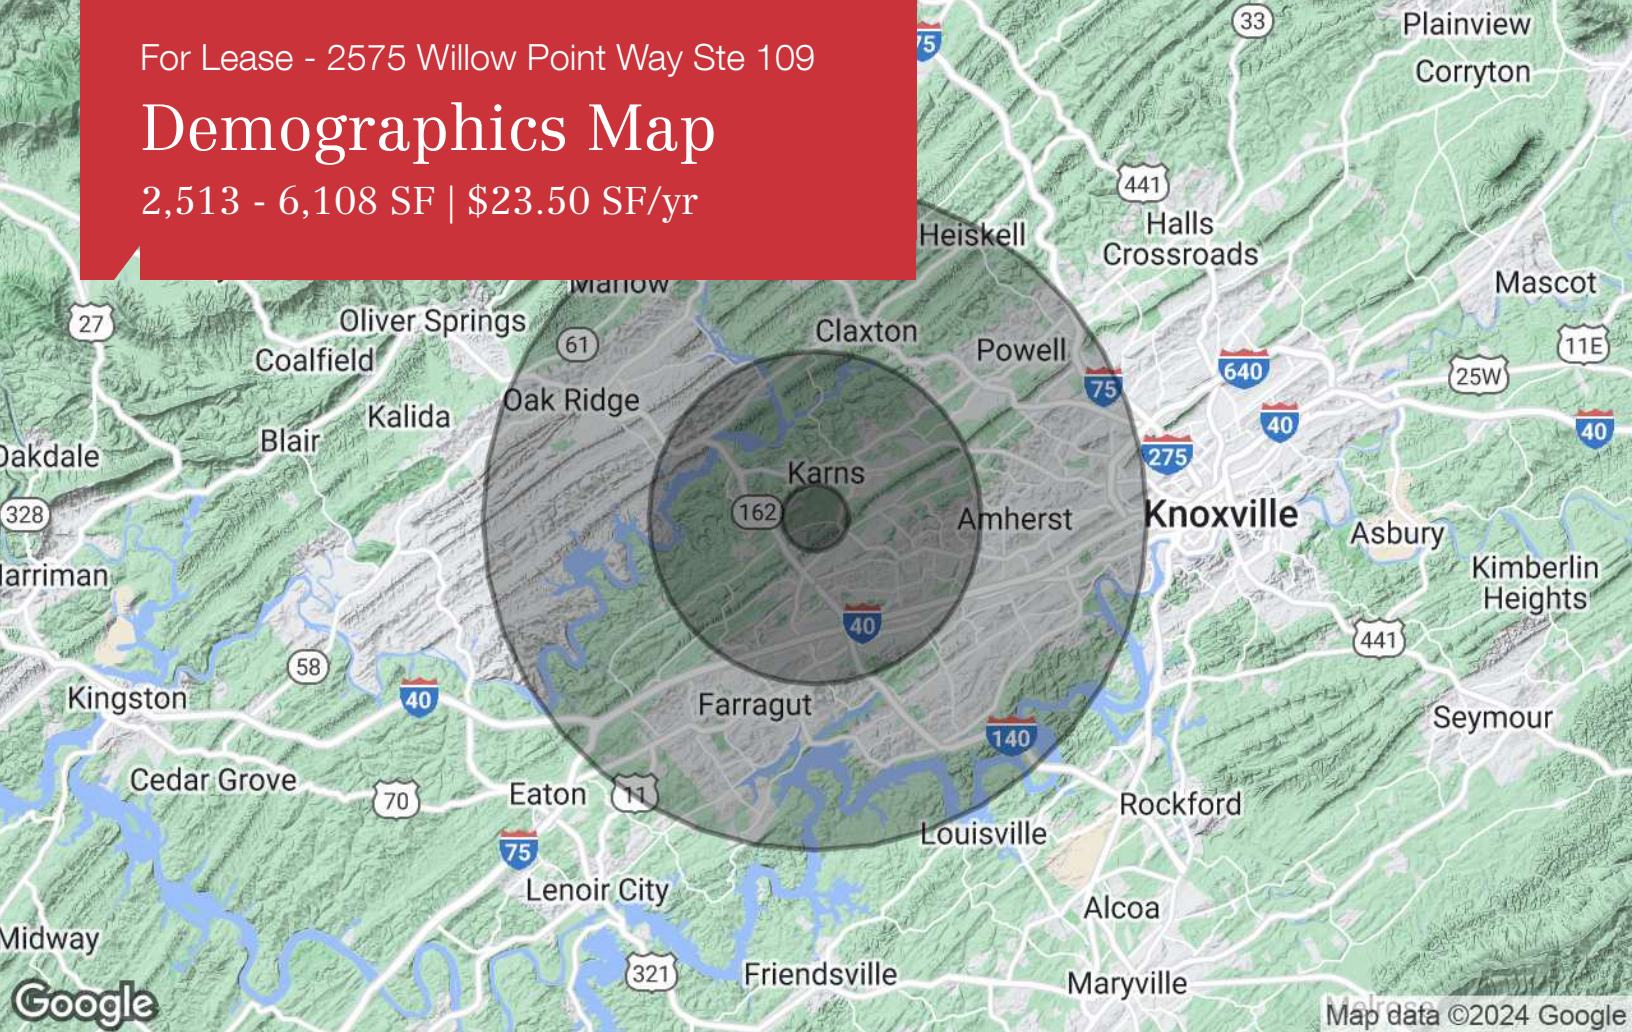 For Lease - 2575 Willow Point Way Ste 109
Demographics Map
2,513 - 6,108 SF | $23.50 SF/yr
75
33
Plainview
Corryton
441
Heiskell
Halls
Crossroads
Marlow
Mascot
27
Oliver Springs
61
Claxton
Powell
11E
Coalfield
640
25W
75
Oak Ridge
Kalida
40
40
Blair
Oakdale
275
Karns
328
162
Amherst
Knoxville
Asbury
Harriman
Kimberlin
Heights
40
441
58
Kingston
40
Farragut
Seymour
140
Cedar Grove
70
Eaton
11
Rockford
75
Louisville
Lenoir City
Alcoa
Midway
321
Friendsville
Maryville
Google
Melrose
Map data ©2024 Google